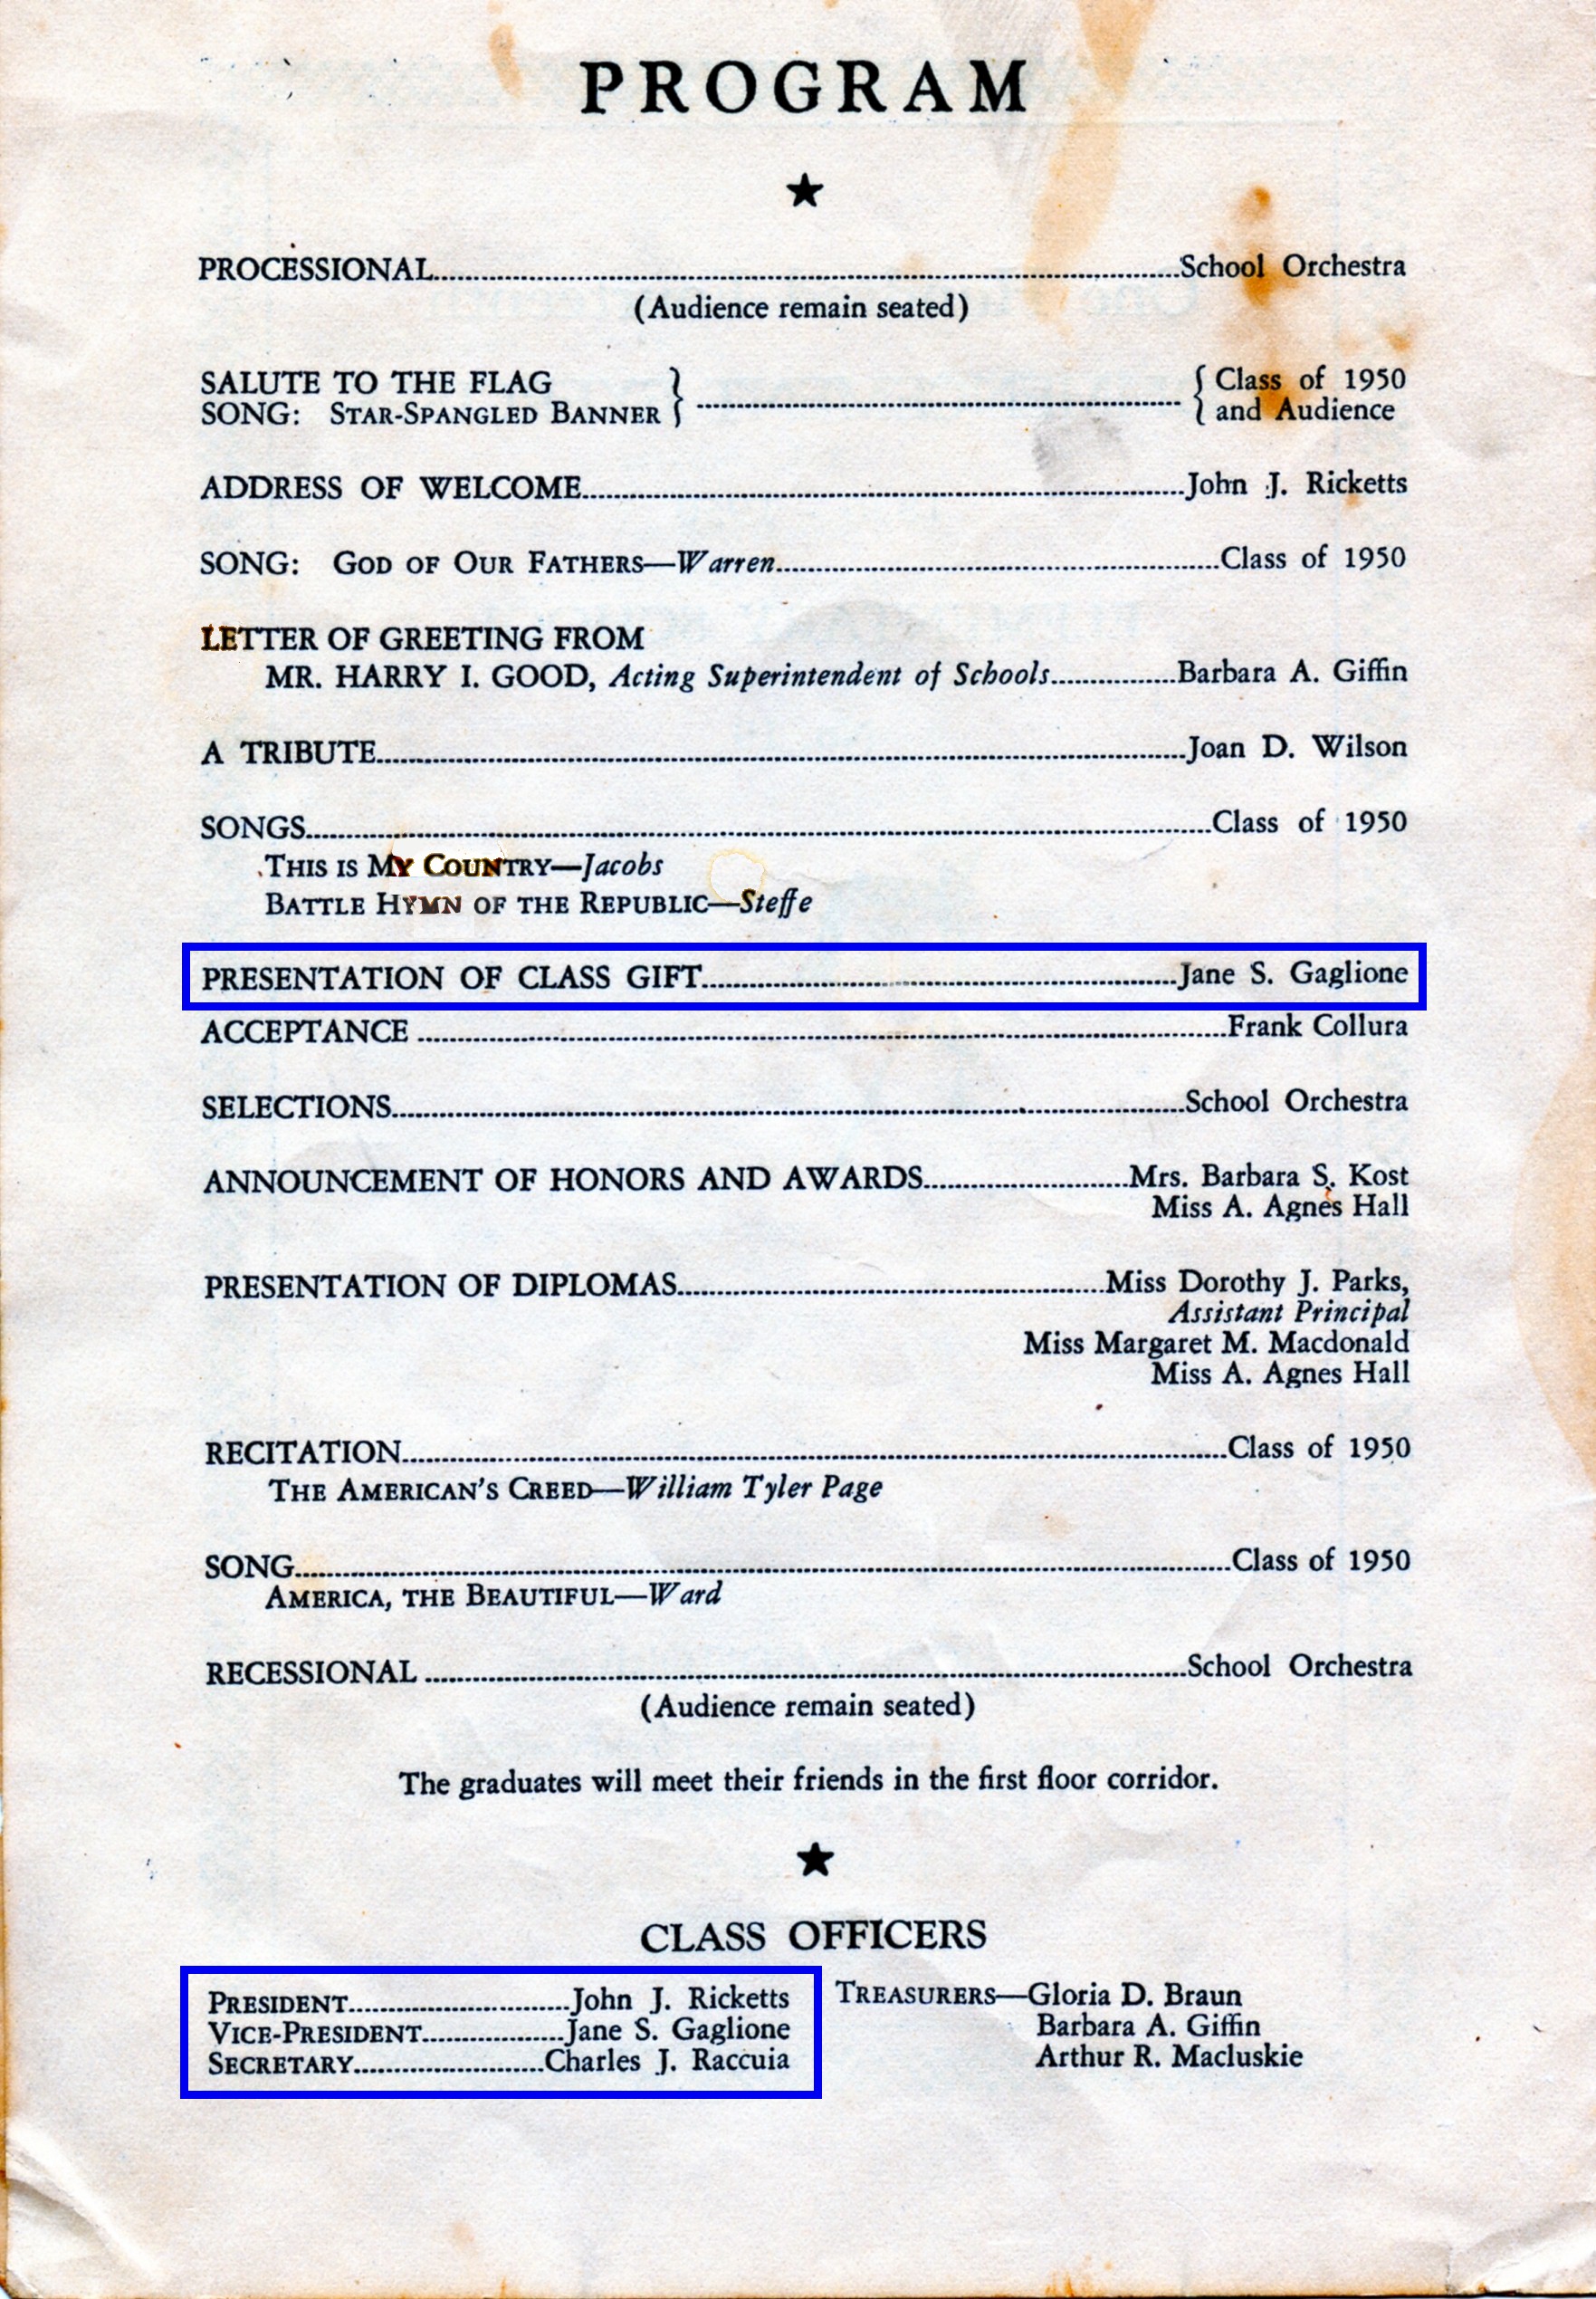 PROGRAM
PROCESSIONAL School Orchestra
(Audience remain seated)
SALUTE TO THE FLAG } { Class of 1950
SONG: STAR-SPANGLED BANNER } { and Audience
ADDRESS OF WELCOME John J. Ricketts
SONG: GOD OF OUR FATHERS—Warren Class of 1950
LETTER OF GREETING FROM
MR. HARRY I. GOOD, Acting Superintendent of Schools Barbara A. Giffin
A TRIBUTE Joan D. Wilson
SONGS Class of 1950
THIS IS MY COUNTRY—Jacobs
BATTLE HYMN OF THE REPUBLIC—Steffe
PRESENTATION OF CLASS GIFT Jane S. Gaglione
ACCEPTANCE Frank Collura
SELECTIONS School Orchestra
ANNOUNCEMENT OF HONORS AND AWARDS Mrs. Barbara S. Kost
Miss A. Agnes Hall
PRESENTATION OF DIPLOMAS Miss Dorothy J. Parks,
Assistant Principal
Miss Margaret M. Macdonald
Miss A. Agnes Hall
RECITATION Class of 1950
THE AMERICAN'S CREED—William Tyler Page
SONG Class of 1950
AMERICA, THE BEAUTIFUL—Ward
RECESSIONAL School Orchestra
(Audience remain seated)
The graduates will meet their friends in the first floor corridor.
CLASS OFFICERS
PRESIDENT John J. Ricketts
VICE-PRESIDENT Jane S. Gaglione
SECRETARY Charles J. Raccuia
TREASURERS—Gloria D. Braun
Barbara A. Giffin
Arthur R. Macluskie